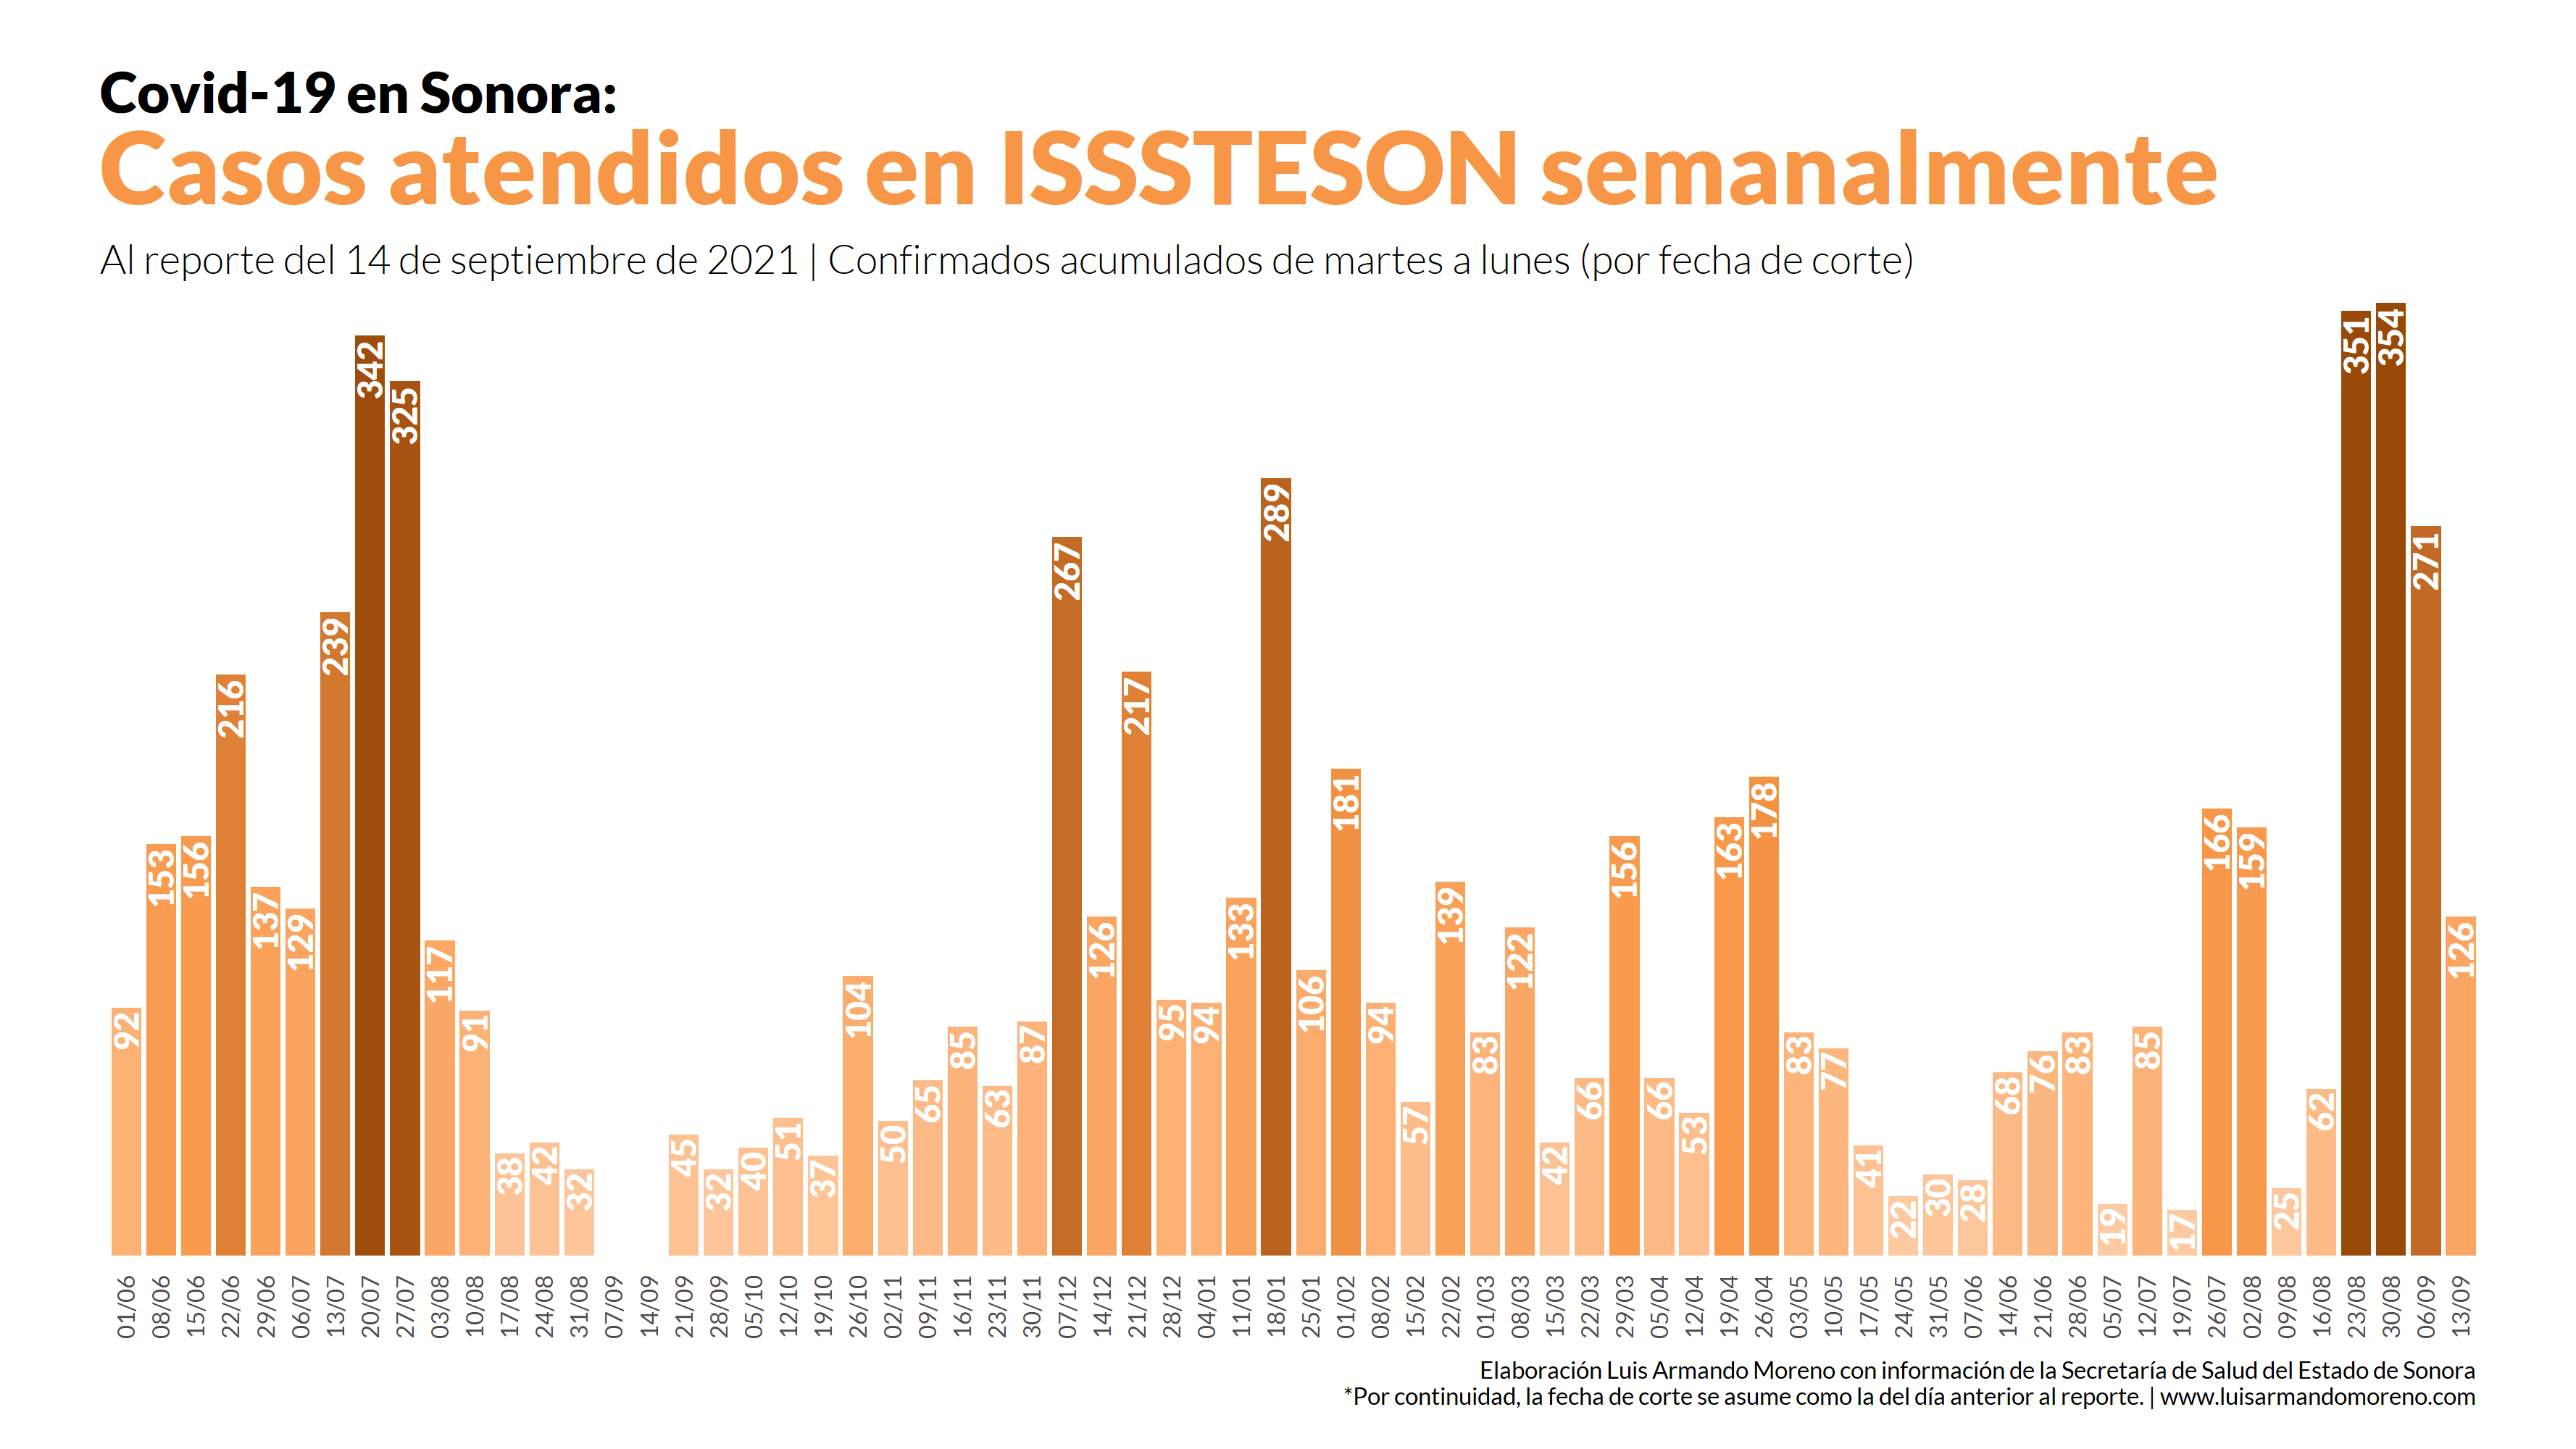 Covid-19 en Sonora:
Casos atendidos en ISSSTESON semanalmente
Al reporte del 14 de septiembre de 2021 | Confirmados acumulados de martes a lunes (por fecha de corte)
92 153 156 216 137 129 239 342 325 117 91 38 42 32 45 32 40 51 37 104 50 65 85 63 87 267 126 217 95 94 133 289 106 181 94 57 139 83 122 42 66 156 66 53 163 178 83 77 41 22 30 28 68 76 83 19 85 17 166 159 25 62 351 354 271 126
01/06 08/06 15/06 22/06 29/06 06/07 13/07 20/07 27/07 03/08 10/08 17/08 24/08 31/08 07/09 14/09 21/09 28/09 05/10 12/10 19/10 26/10 02/11 09/11 16/11 23/11 30/11 07/12 14/12 21/12 28/12 04/01 11/01 18/01 25/01 01/02 08/02 15/02 22/02 01/03 08/03 15/03 22/03 29/03 05/04 12/04 19/04 26/04 03/05 10/05 17/05 24/05 31/05 07/06 14/06 21/06 28/06 05/07 12/07 19/07 26/07 02/08 09/08 16/08 23/08 30/08 06/09 13/09
Elaboración Luis Armando Moreno con información de la Secretaría de Salud del Estado de Sonora
*Por continuidad, la fecha de corte se asume como la del día anterior al reporte. | www.luisarmandomoreno.com